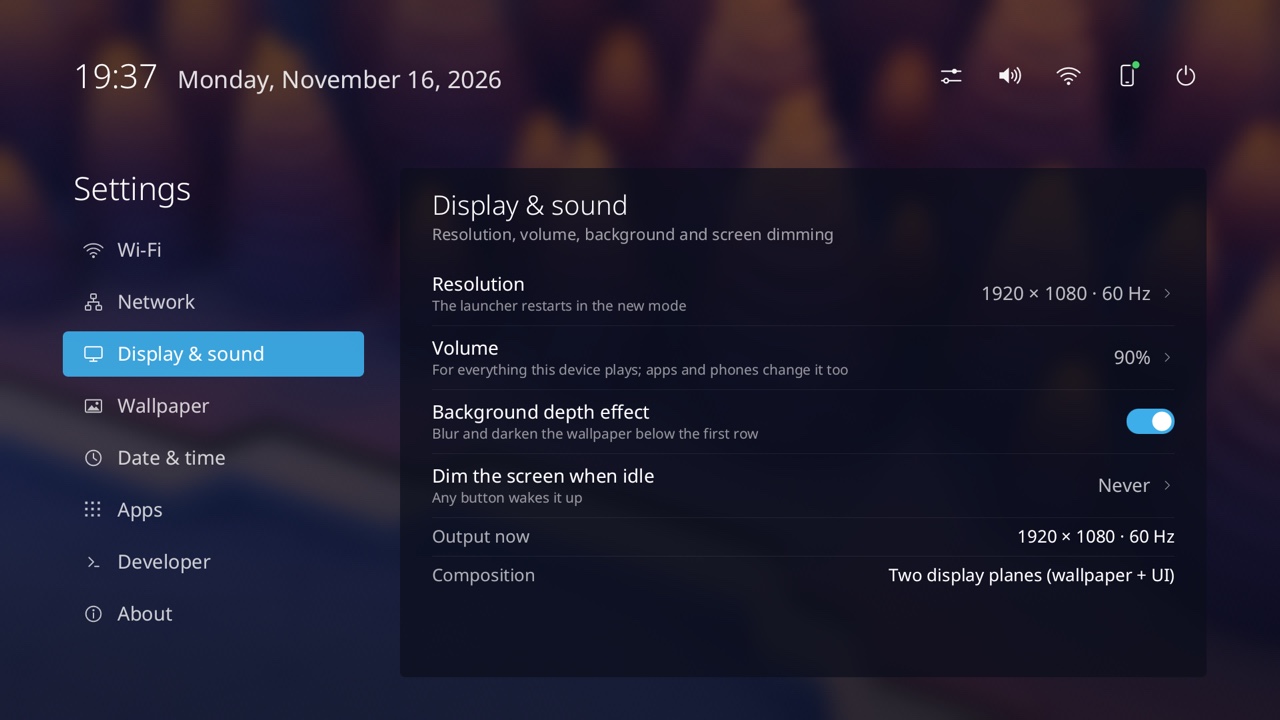 19:37 Monday, November 16, 2026
Settings
Wi-Fi
Network
Display & sound
Wallpaper
Date & time
Apps
Developer
About
Display & sound
Resolution, volume, background and screen dimming
Resolution
The launcher restarts in the new mode
1920 × 1080 · 60 Hz
Volume
For everything this device plays; apps and phones change it too
90%
Background depth effect
Blur and darken the wallpaper below the first row
Dim the screen when idle
Any button wakes it up
Never
Output now 1920 × 1080 · 60 Hz
Composition Two display planes (wallpaper + UI)